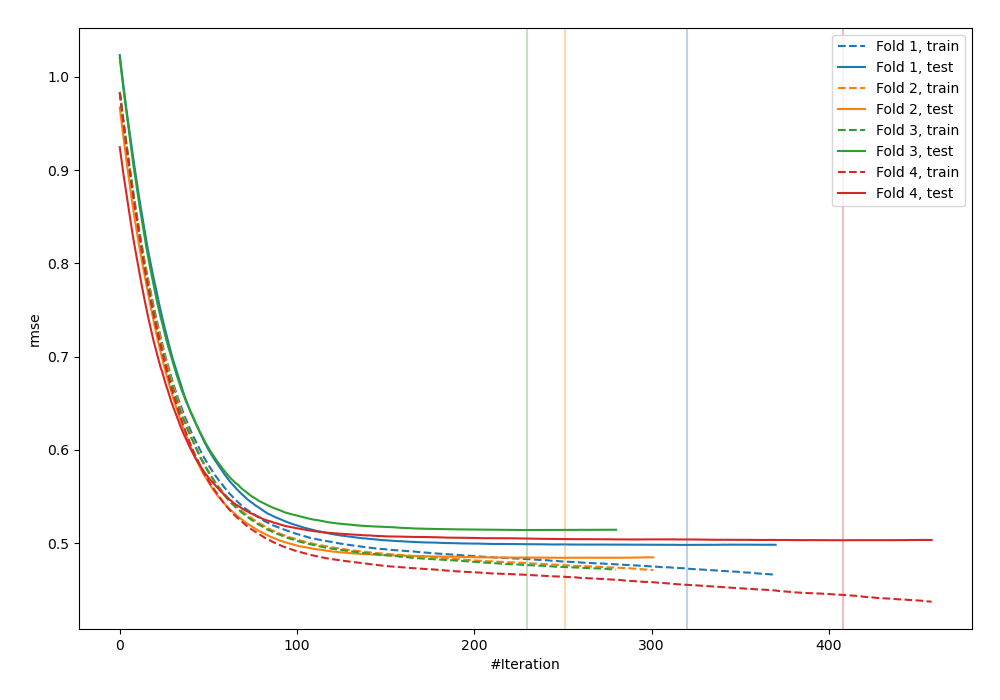 1.0
0.9
0.8
0.7
0.6
0.5
rmse
0
100
200
300
400
#Iteration
Fold 1, train
Fold 1, test
Fold 2, train
Fold 2, test
Fold 3, train
Fold 3, test
Fold 4, train
Fold 4, test